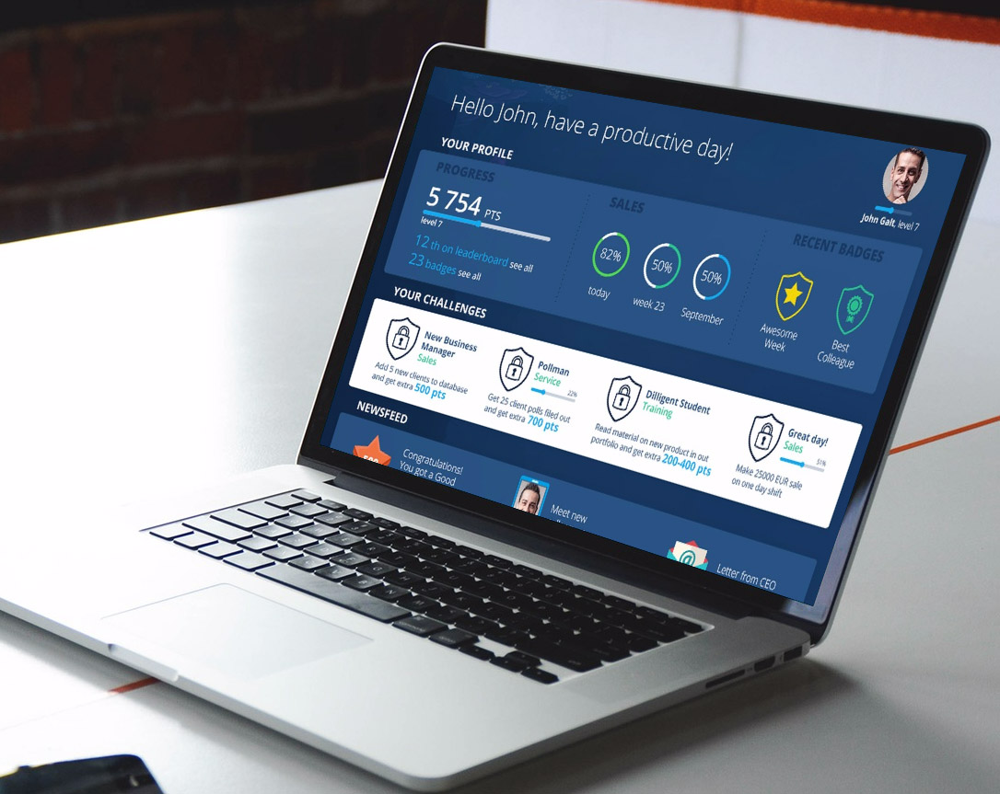 Hello John, have a productive day!
John Galt, level 7
YOUR PROFILE
PROGRESS
5 754 PTS
level 7
12 th on leaderboard see all
23 badges see all
SALES
82%
today
50%
week 23
50%
September
RECENT BADGES
Awesome
Week
Best
Colleague
YOUR CHALLENGES
New Business
Manager
Sales
Add 5 new clients to database
and get extra 500 pts
Pollman
Service
22%
Get 25 client polls filed out
and get extra 700 pts
Dilligent Student
Training
Read material on new product in out
portfolio and get extra 200-400 pts
Great day!
Sales
51%
Make 25000 EUR sale
on one day shift
NEWSFEED
500
Congratulations!
You got a Good
Meet new
@
Letter from CEO